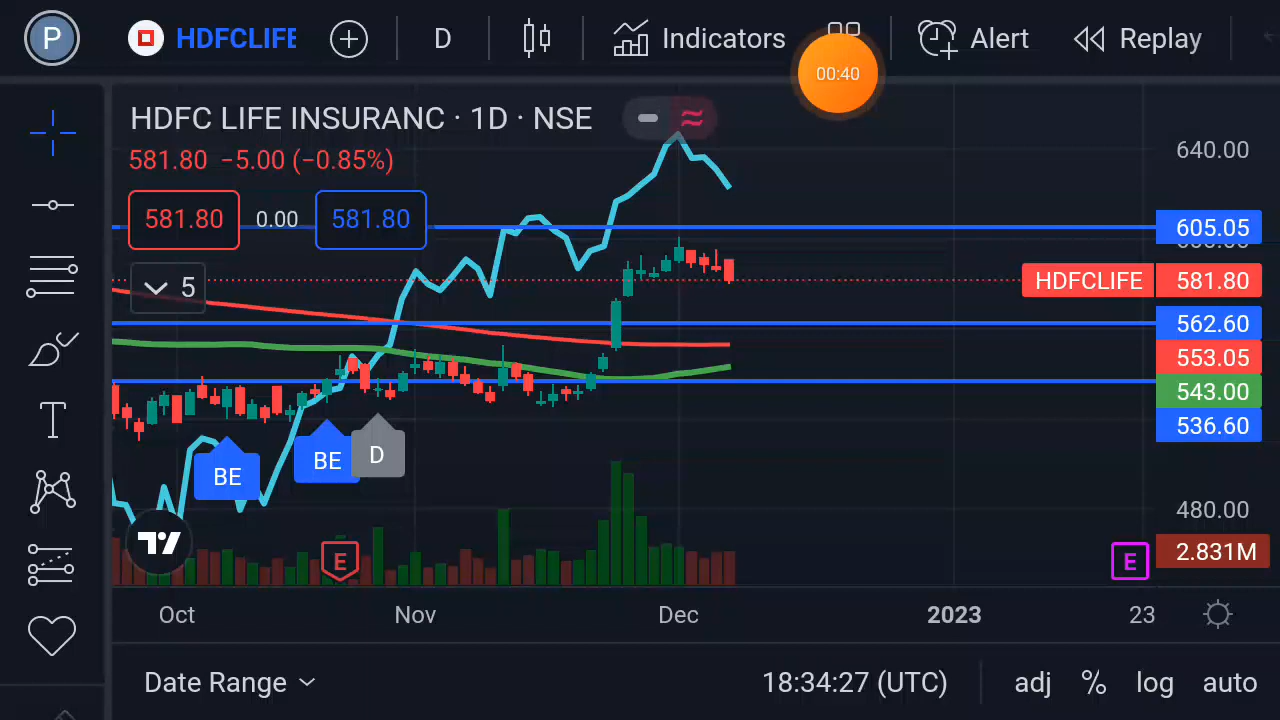 P
HDFCLIFE
D
Indicators
00:40
Alert
Replay
HDFC LIFE INSURANC · 1D · NSE
581.80 −5.00 (−0.85%)
581.80
0.00
581.80
5
640.00
605.05
HDFCLIFE 581.80
562.60
553.05
543.00
536.60
480.00
2.831M
BE
BE
D
E
E
Oct
Nov
Dec
2023
23
Date Range
18:34:27 (UTC)
adj
%
log
auto